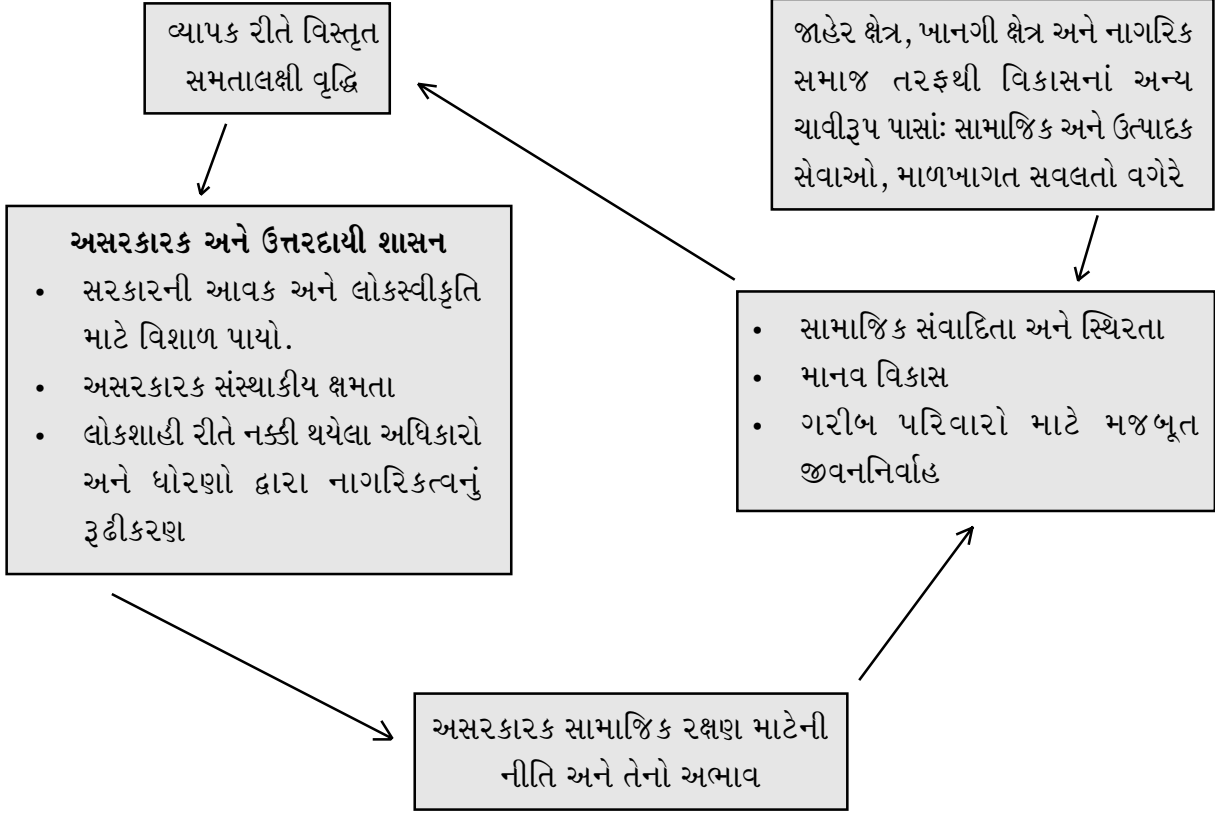 વ્યાપક રીતે વિસ્તૃત
સમતાલક્ષી વૃદ્ધિ
જાહેર ક્ષેત્ર, ખાનગી ક્ષેત્ર અને નાગરિક
સમાજ તરફથી વિકાસનાં અન્ય
ચાવીરૂપ પાસાં: સામાજિક અને ઉત્પાદક
સેવાઓ, માળખાગત સવલતો વગેરે
અસરકારક અને ઉત્તરદાયી શાસન
• સરકારની આવક અને લોકસ્વીકૃતિ
માટે વિશાળ પાયો.
• અસરકારક સંસ્થાકીય ક્ષમતા
• લોકશાહી રીતે નક્કી થયેલા અધિકારો
અને ધોરણો દ્વારા નાગરિકત્વનું
રૂઢીકરણ
• સામાજિક સંવાદિતા અને સ્થિરતા
• માનવ વિકાસ
• ગરીબ પરિવારો માટે મજબૂત
જીવનનિર્વાહ
અસરકારક સામાજિક રક્ષણ માટેની
નીતિ અને તેનો અભાવ